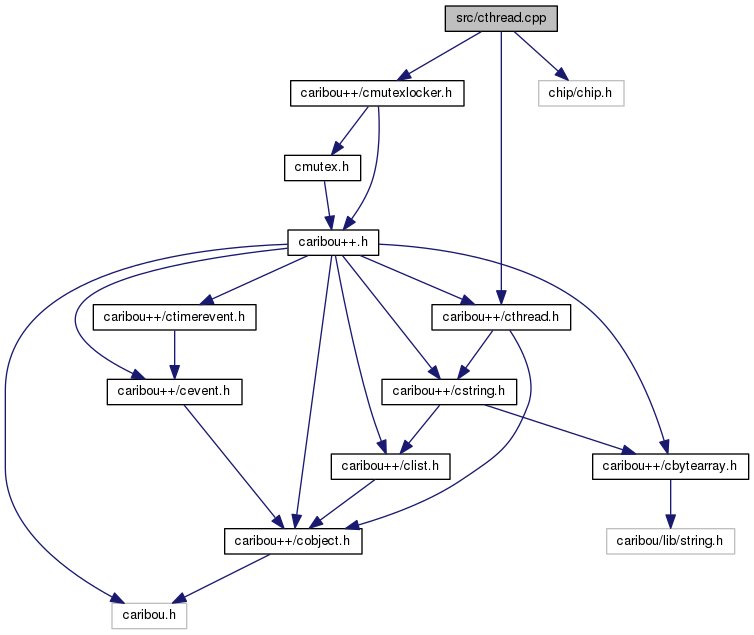 src/cthread.cpp
caribou++/cmutexlocker.h
chip/chip.h
cmutex.h
caribou++.h
caribou++/ctimerevent.h
caribou++/cthread.h
caribou++/cevent.h
caribou++/cstring.h
caribou++/clist.h
caribou++/cbytearray.h
caribou++/cobject.h
caribou/lib/string.h
caribou.h